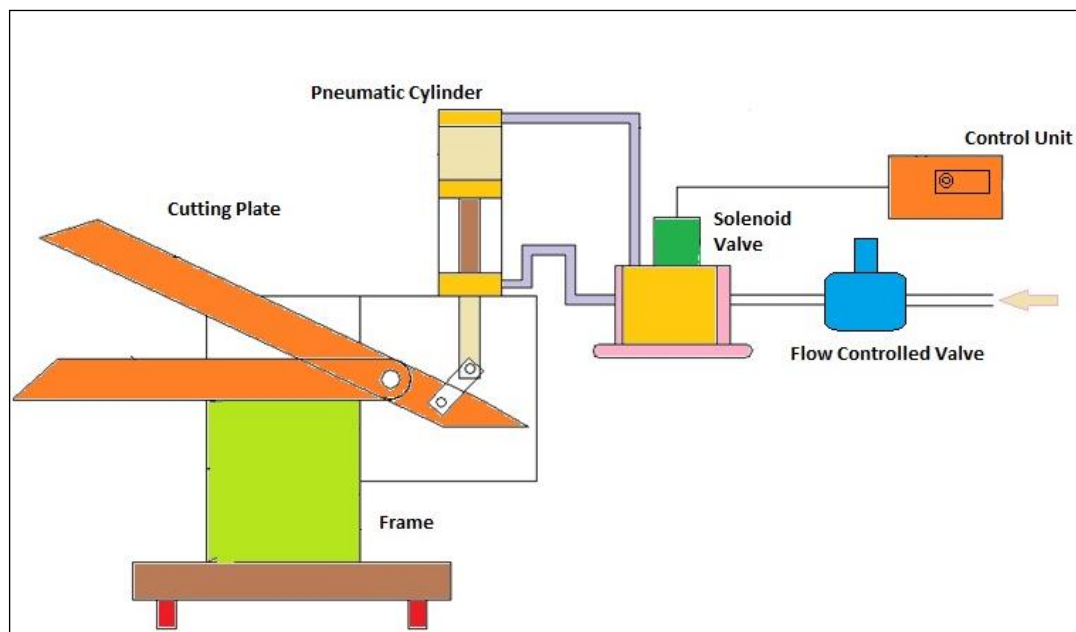 Pneumatic Cylinder
Control Unit
Cutting Plate
Solenoid
Valve
Flow Controlled Valve
Frame